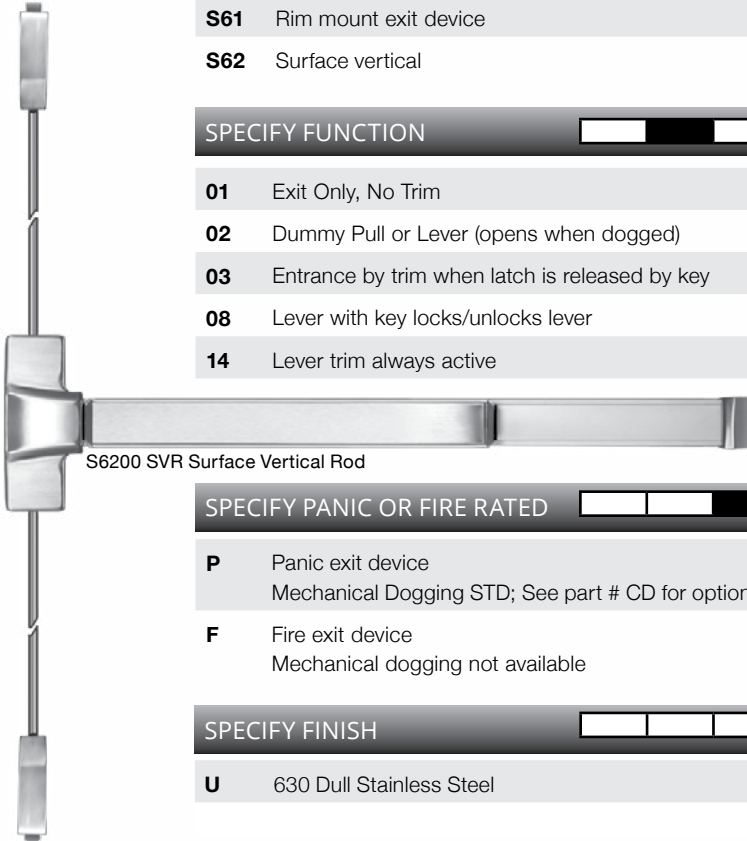 S61 Rim mount exit device
S62 Surface vertical
SPECIFY FUNCTION
01 Exit Only, No Trim
02 Dummy Pull or Lever (opens when dogged)
03 Entrance by trim when latch is released by key
08 Lever with key locks/unlocks lever
14 Lever trim always active
S6200 SVR Surface Vertical Rod
SPECIFY PANIC OR FIRE RATED
P Panic exit device
Mechanical Dogging STD; See part # CD for option
F Fire exit device
Mechanical dogging not available
SPECIFY FINISH
U 630 Dull Stainless Steel